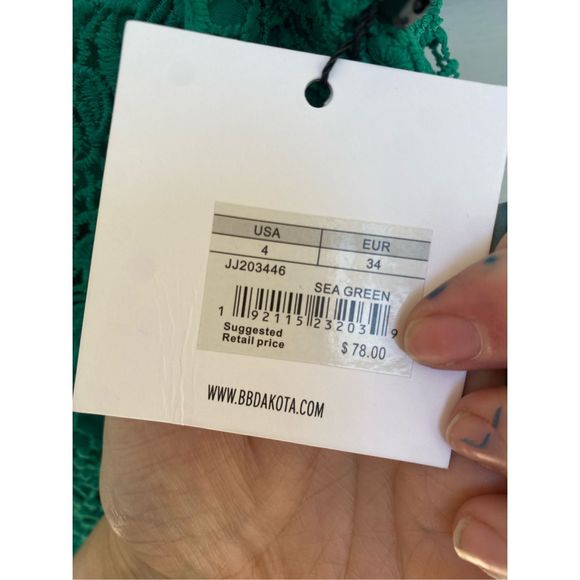 USA EUR
4 34
JJ203446
SEA GREEN
1 92115 23203 9
Suggested
Retail price
$ 78.00
WWW.BBDAKOTA.COM